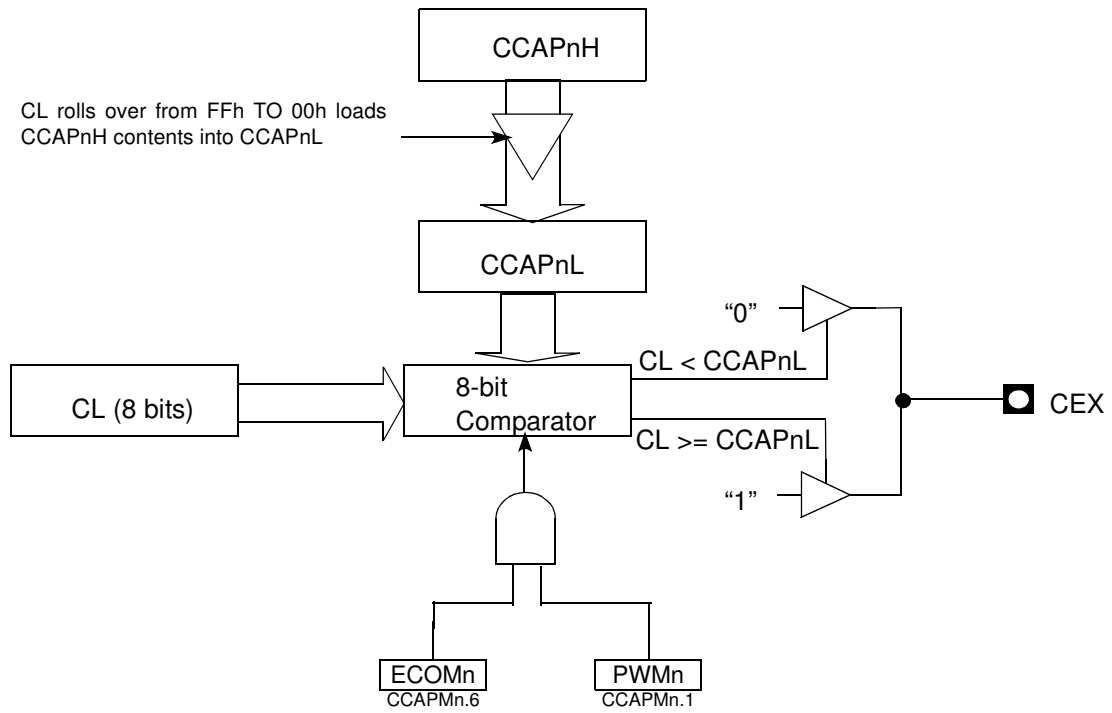 CCAPnH
CL rolls over from FFh TO 00h loads
CCAPnH contents into CCAPnL
CCAPnL
“0”
CL < CCAPnL
CL (8 bits)
8-bit
Comparator
CEX
CL >= CCAPnL
“1”
ECOMn
CCAPMn.6
PWMn
CCAPMn.1